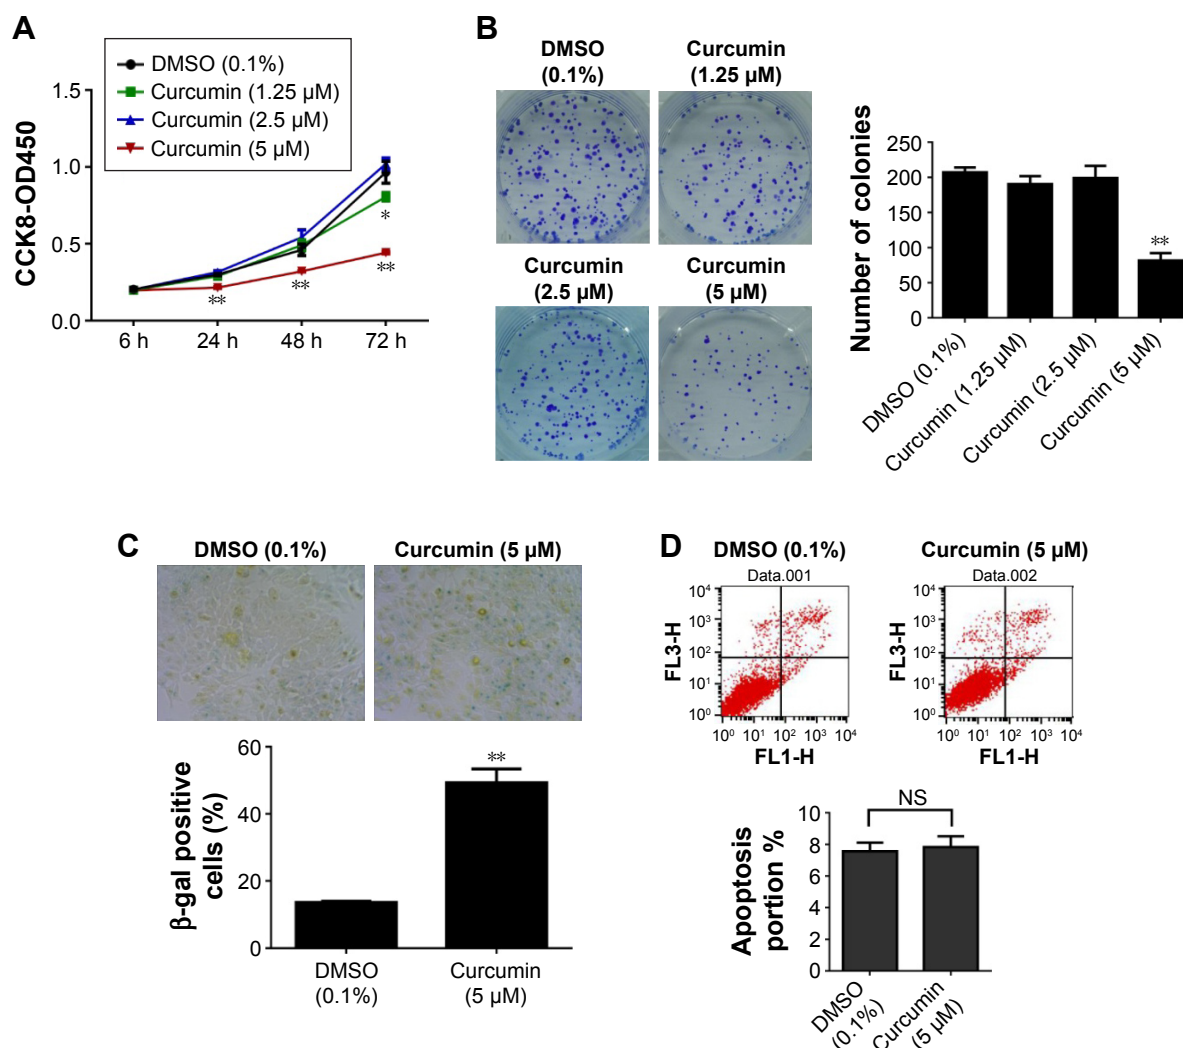 A
DMSO (0.1%)
Curcumin (1.25 µM)
Curcumin (2.5 µM)
Curcumin (5 µM)
CCK8-OD450
1.5
1.0
0.5
0.0
*
**
**
**
6 h
24 h
48 h
72 h
B
DMSO
(0.1%)
Curcumin
(1.25 µM)
Curcumin
(2.5 µM)
Curcumin
(5 µM)
Number of colonies
250
200
150
100
50
0
**
DMSO (0.1%)
Curcumin (1.25 µM)
Curcumin (2.5 µM)
Curcumin (5 µM)
C
DMSO (0.1%)
Curcumin (5 µM)
β-gal positive
cells (%)
60
40
20
0
**
DMSO
(0.1%)
Curcumin
(5 µM)
D
DMSO (0.1%)
Data.001
FL3-H
10⁴
10³
10²
10¹
10⁰
10⁰ 10¹ 10² 10³ 10⁴
FL1-H
Curcumin (5 µM)
Data.002
FL3-H
10⁴
10³
10²
10¹
10⁰
10⁰ 10¹ 10² 10³ 10⁴
FL1-H
Apoptosis
portion %
10
8
6
4
2
0
NS
DMSO
(0.1%)
Curcumin
(5 µM)